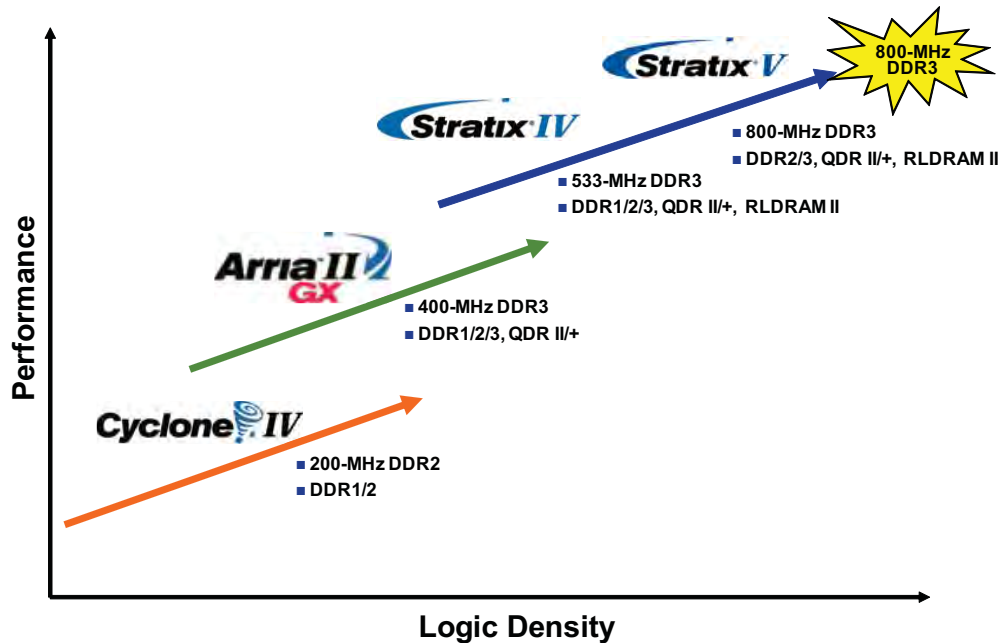 800-MHz
DDR3
Stratix V
Stratix IV
800-MHz DDR3
DDR2/3, QDR II/+, RLDRAM II
533-MHz DDR3
DDR1/2/3, QDR II/+, RLDRAM II
Arria II
GX
400-MHz DDR3
DDR1/2/3, QDR II/+
Cyclone IV
200-MHz DDR2
DDR1/2
Performance
Logic Density